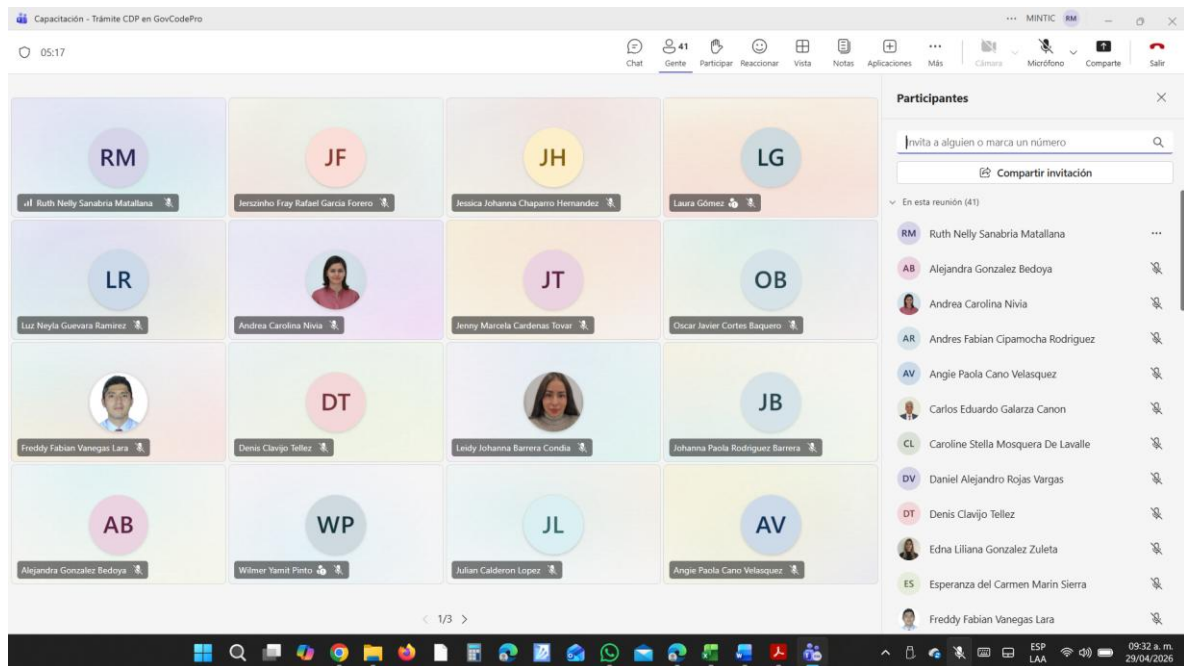 Capacitación - Trámite CDP en GovCodePro
··· MINTIC RM
05:17
Chat
41
Gente
Participar
Reaccionar
Vista
Notas
Aplicaciones
Más
Cámara
Micrófono
Comparte
Salir
RM
Ruth Nelly Sanabria Matallana
JF
Jerszinho Fray Rafael Garcia Forero
JH
Jessica Johanna Chaparro Hernandez
LG
Laura Gómez
LR
Luz Neyla Guevara Ramirez
Andrea Carolina Nivia
JT
Jenny Marcela Cardenas Tovar
OB
Oscar Javier Cortes Baquero
Freddy Fabian Vanegas Lara
DT
Denis Clavijo Tellez
Leidy Johanna Barrera Condia
JB
Johanna Paola Rodriguez Barrera
AB
Alejandra Gonzalez Bedoya
WP
Wilmer Yamit Pinto
JL
Julian Calderon Lopez
AV
Angie Paola Cano Velasquez
1/3
Participantes
Invita a alguien o marca un número
Compartir invitación
En esta reunión (41)
RM Ruth Nelly Sanabria Matallana
AB Alejandra Gonzalez Bedoya
Andrea Carolina Nivia
AR Andres Fabian Cipamocha Rodriguez
AV Angie Paola Cano Velasquez
Carlos Eduardo Galarza Canon
CL Caroline Stella Mosquera De Lavalle
DV Daniel Alejandro Rojas Vargas
DT Denis Clavijo Tellez
Edna Liliana Gonzalez Zuleta
ES Esperanza del Carmen Marin Sierra
Freddy Fabian Vanegas Lara
ESP
LAA
09:32 a. m.
29/04/2026